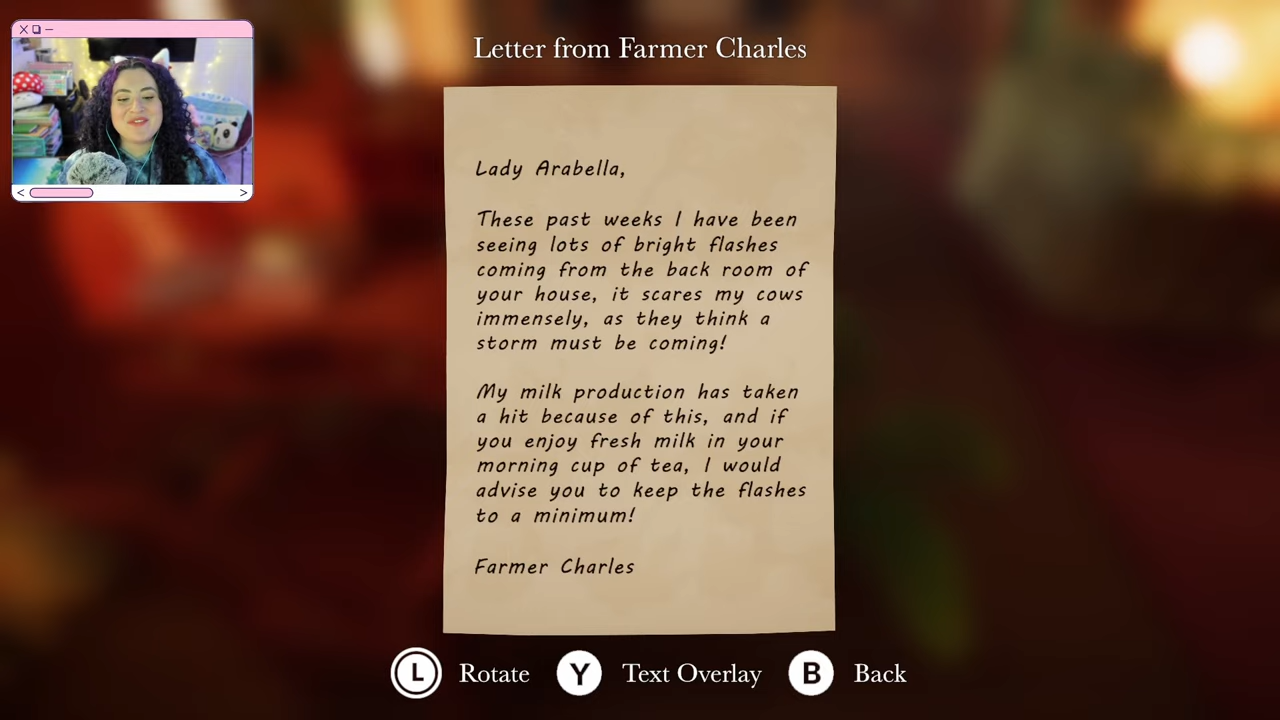 Letter from Farmer Charles
Lady Arabella,
These past weeks I have been
seeing lots of bright flashes
coming from the back room of
your house, it scares my cows
immensely, as they think a
storm must be coming!
My milk production has taken
a hit because of this, and if
you enjoy fresh milk in your
morning cup of tea, I would
advise you to keep the flashes
to a minimum!
Farmer Charles
L Rotate Y Text Overlay B Back